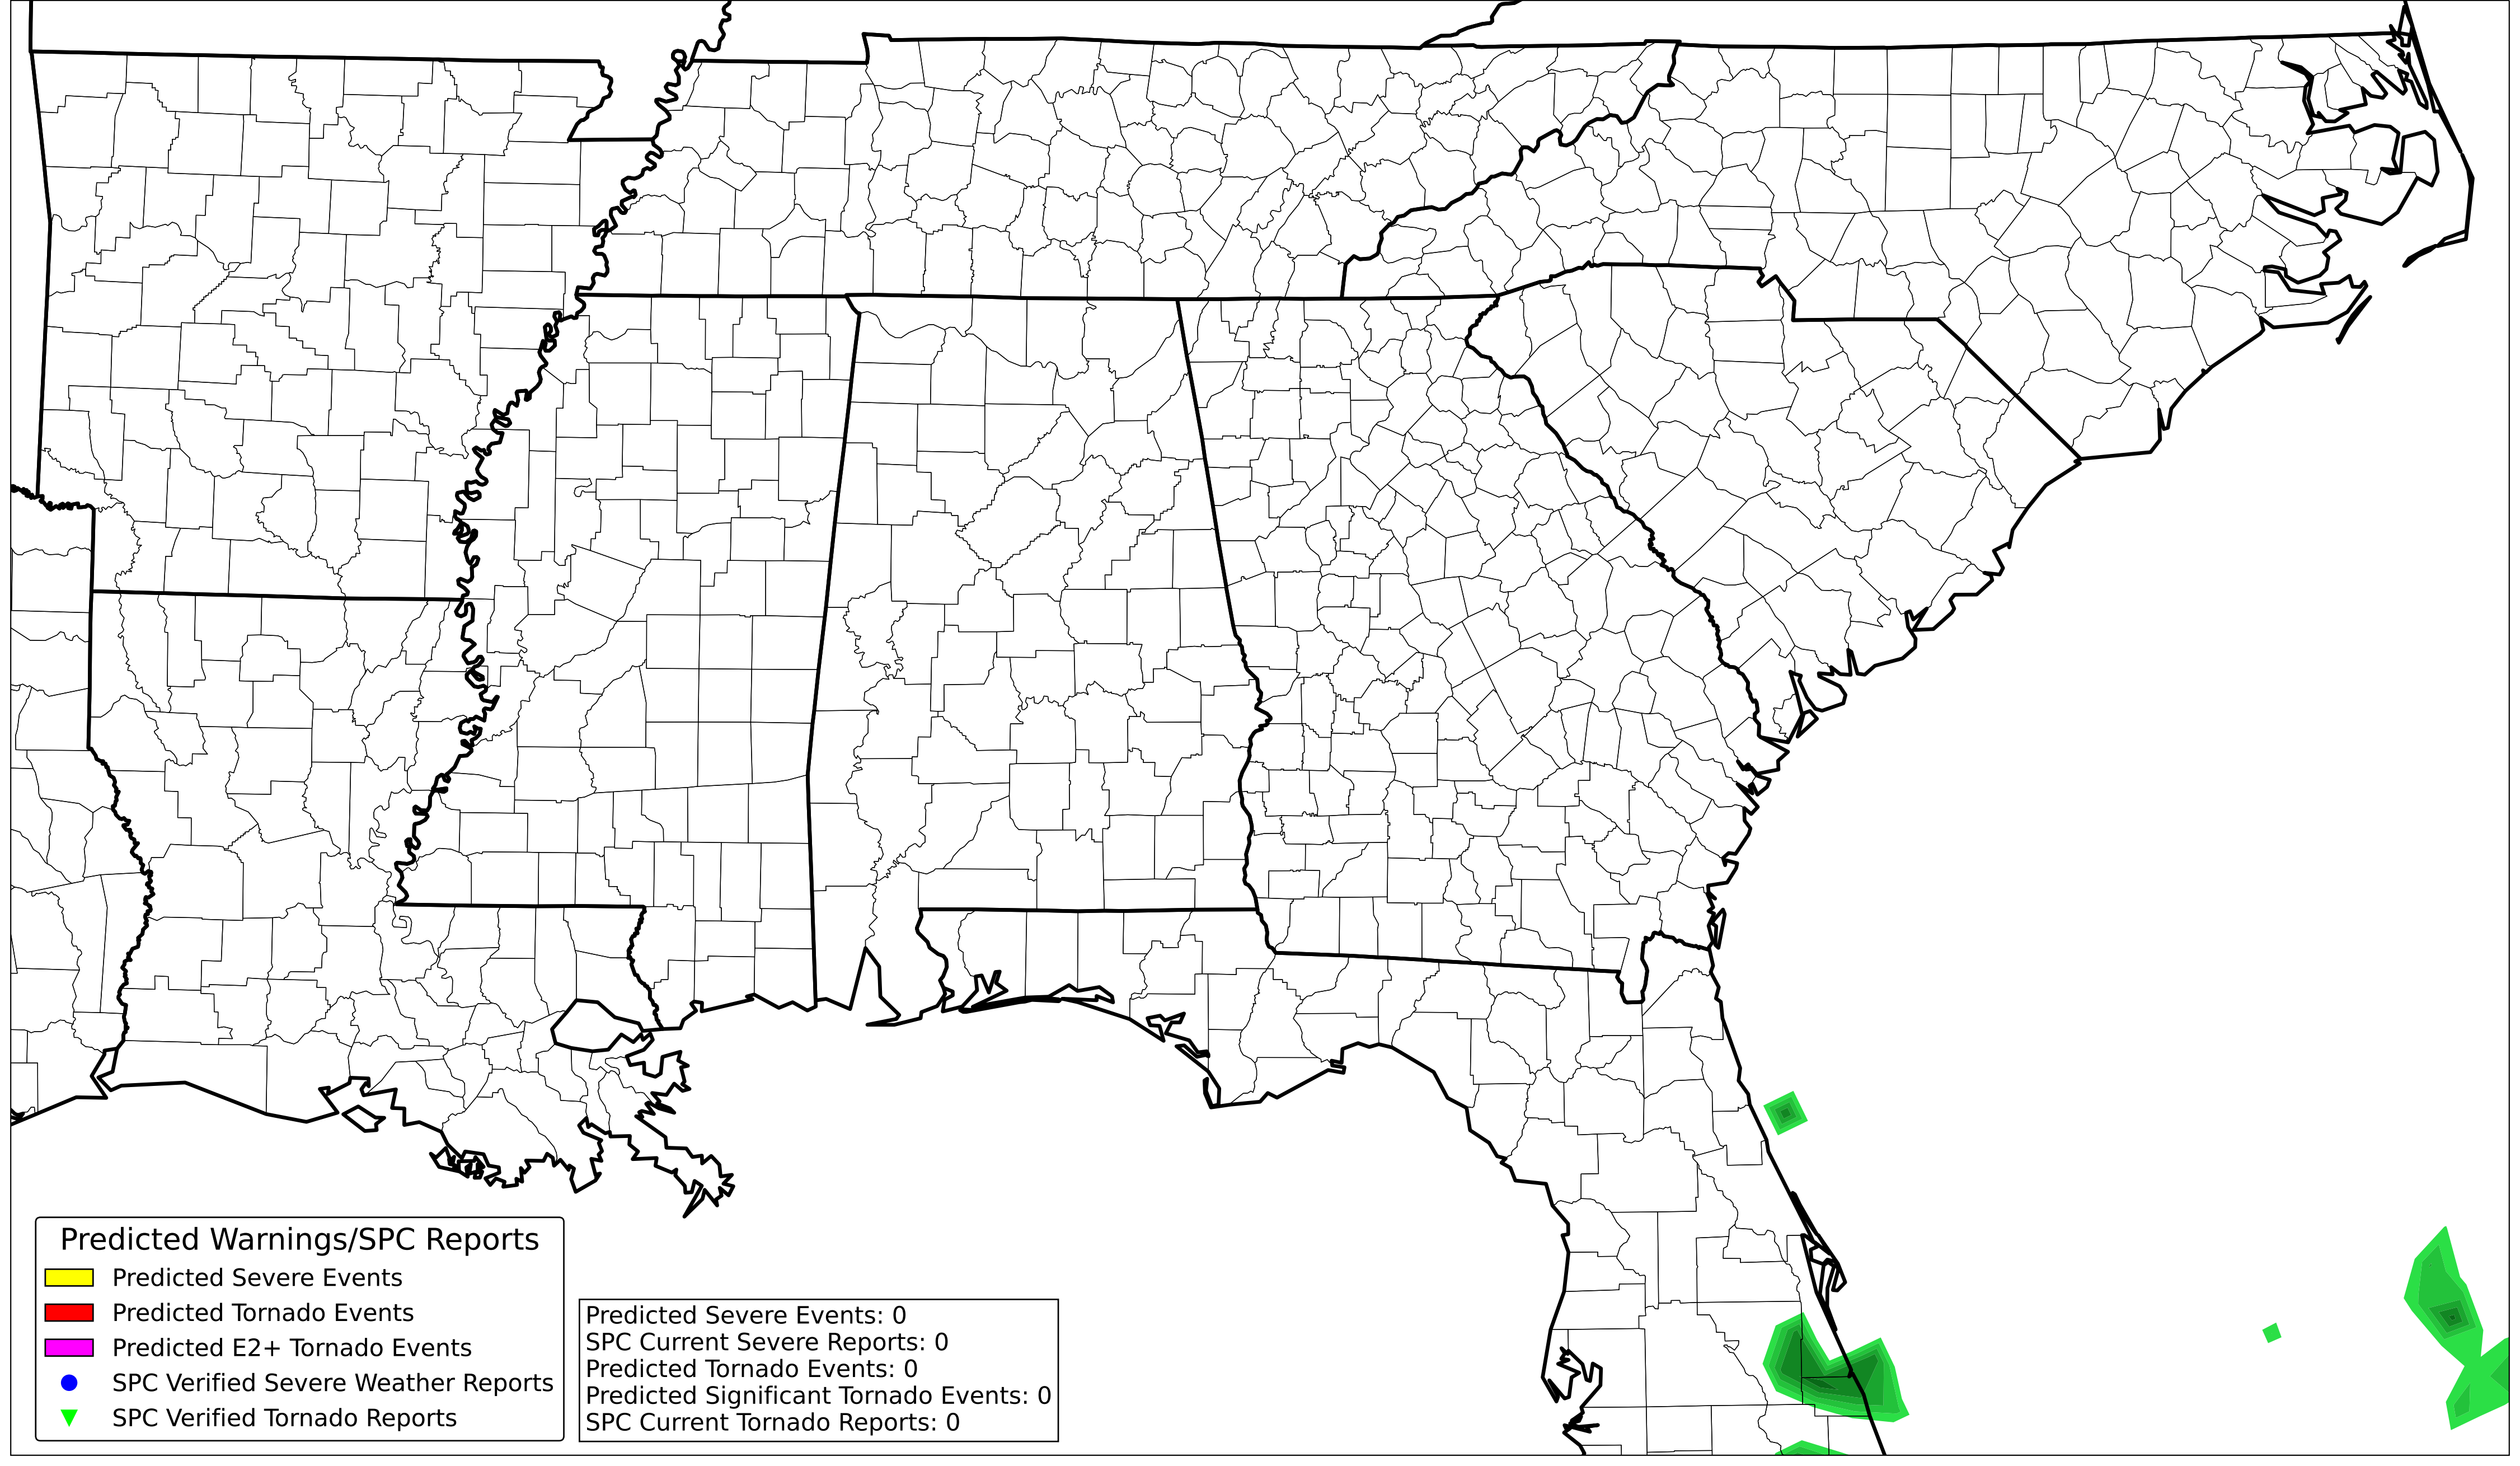 Predicted Warnings/SPC Reports
Predicted Severe Events
Predicted Tornado Events
Predicted E2+ Tornado Events
SPC Verified Severe Weather Reports
SPC Verified Tornado Reports
Predicted Severe Events: 0
SPC Current Severe Reports: 0
Predicted Tornado Events: 0
Predicted Significant Tornado Events: 0
SPC Current Tornado Reports: 0